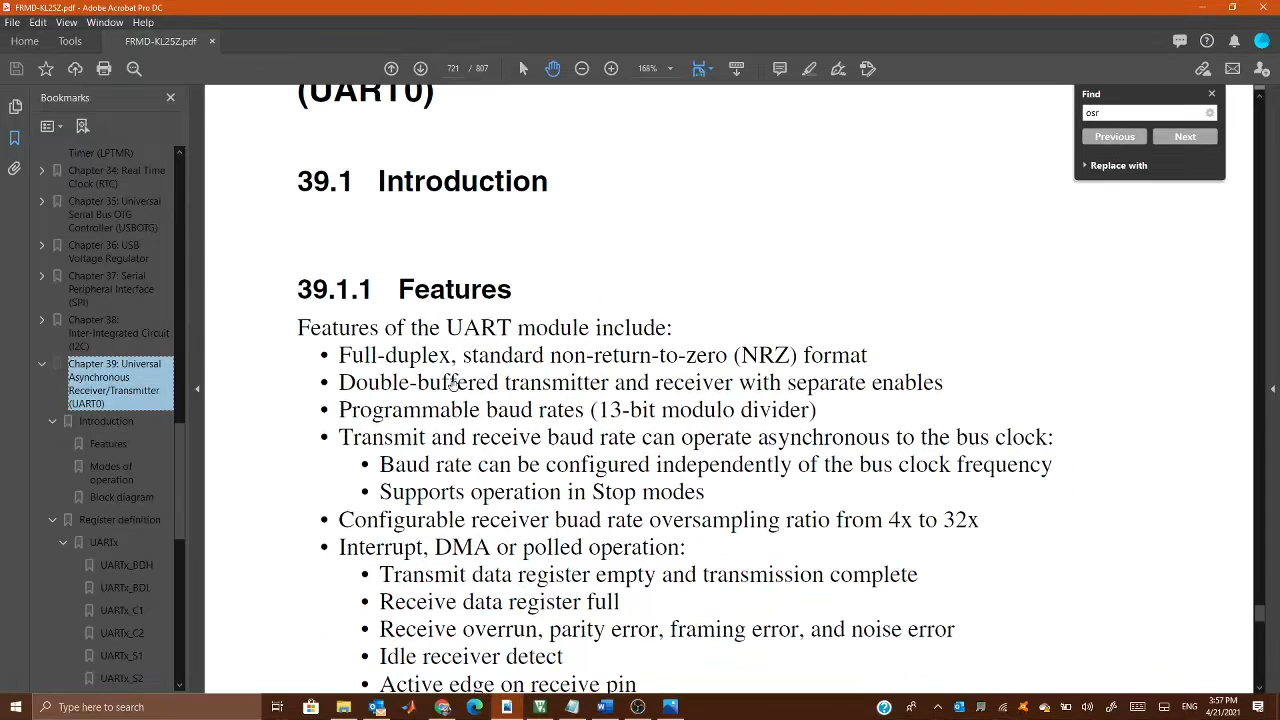 FRMD-KL25Z.pdf - Adobe Acrobat Pro DC
File Edit View Window Help
Home Tools FRMD-KL25Z.pdf ×
721 / 807 168%
Bookmarks
Timer (LPTMR)
Chapter 34: Real Time
Clock (RTC)
Chapter 35: Universal
Serial Bus OTG
Controller (USBOTG)
Chapter 36: USB
Voltage Regulator
Chapter 37: Serial
Peripheral Interface
(SPI)
Chapter 38:
Inter-Integrated Circuit
(I2C)
Chapter 39: Universal
Asynchronous
Receiver/Transmitter
(UART0)
Introduction
Features
Modes of
operation
Block diagram
Register definition
UARTx
UARTx_BDH
UARTx_BDL
UARTx_C1
UARTx_C2
UARTx_S1
UARTx_S2
(UART0)
39.1 Introduction
39.1.1 Features
Features of the UART module include:
• Full-duplex, standard non-return-to-zero (NRZ) format
• Double-buffered transmitter and receiver with separate enables
• Programmable baud rates (13-bit modulo divider)
• Transmit and receive baud rate can operate asynchronous to the bus clock:
• Baud rate can be configured independently of the bus clock frequency
• Supports operation in Stop modes
• Configurable receiver buad rate oversampling ratio from 4x to 32x
• Interrupt, DMA or polled operation:
• Transmit data register empty and transmission complete
• Receive data register full
• Receive overrun, parity error, framing error, and noise error
• Idle receiver detect
• Active edge on receive pin
Find
osr
Previous Next
Replace with
Type here to search
3:57 PM
4/21/2021